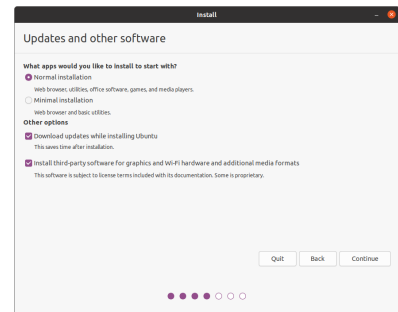 Install
Updates and other software
What apps would you like to install to start with?
Normal installation
Web browser, utilities, office software, games, and media players.
Minimal installation
Web browser and basic utilities.
Other options
Download updates while installing Ubuntu
This saves time after installation.
Install third-party software for graphics and Wi-Fi hardware and additional media formats
This software is subject to license terms included with its documentation. Some is proprietary.
Quit Back Continue